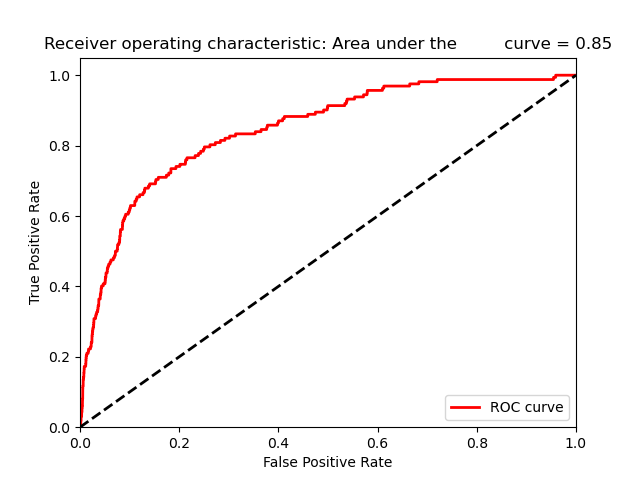 Receiver operating characteristic: Area under the curve = 0.85
1.0
0.8
0.6
0.4
0.2
0.0
True Positive Rate
ROC curve
0.0 0.2 0.4 0.6 0.8 1.0
False Positive Rate